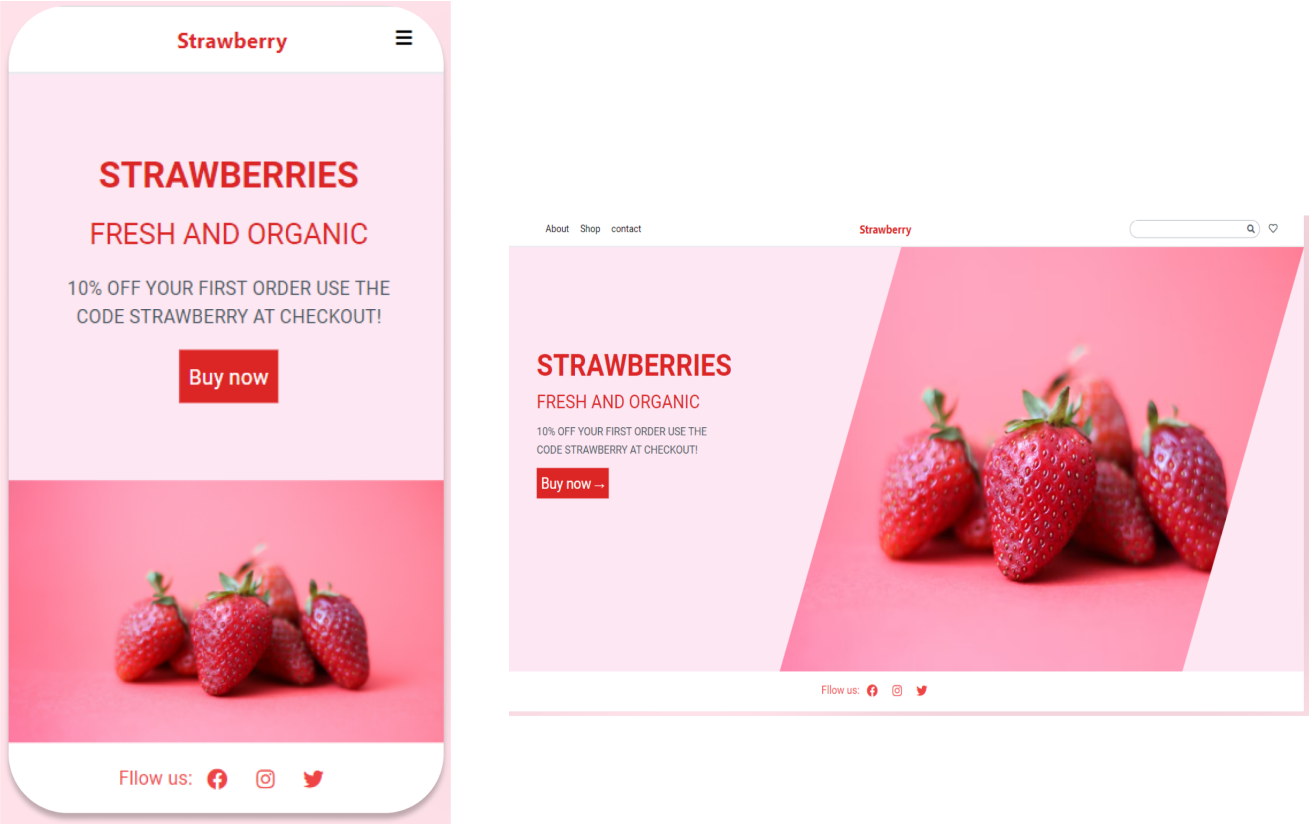 Strawberry
STRAWBERRIES
FRESH AND ORGANIC
10% OFF YOUR FIRST ORDER USE THE
CODE STRAWBERRY AT CHECKOUT!
Buy now
Fllow us:
About Shop contact
Strawberry
STRAWBERRIES
FRESH AND ORGANIC
10% OFF YOUR FIRST ORDER USE THE
CODE STRAWBERRY AT CHECKOUT!
Buy now→
Fllow us: